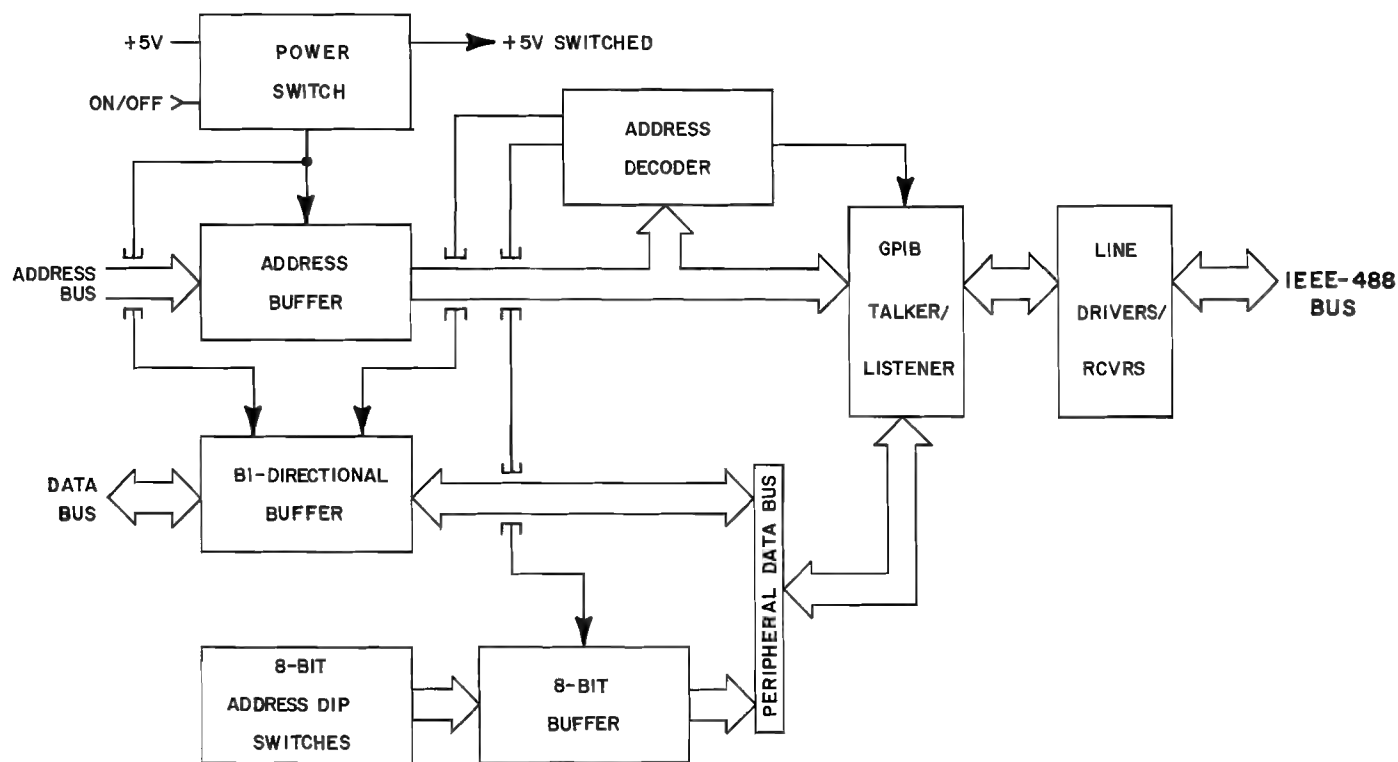 +5V
POWER
SWITCH
+5V SWITCHED
ON/OFF
ADDRESS
DECODER
ADDRESS
BUS
ADDRESS
BUFFER
GPIB
TALKER/
LISTENER
LINE
DRIVERS/
RCVRS
IEEE-488
BUS
DATA
BUS
BI-DIRECTIONAL
BUFFER
PERIPHERAL DATA BUS
8-BIT
ADDRESS DIP
SWITCHES
8-BIT
BUFFER